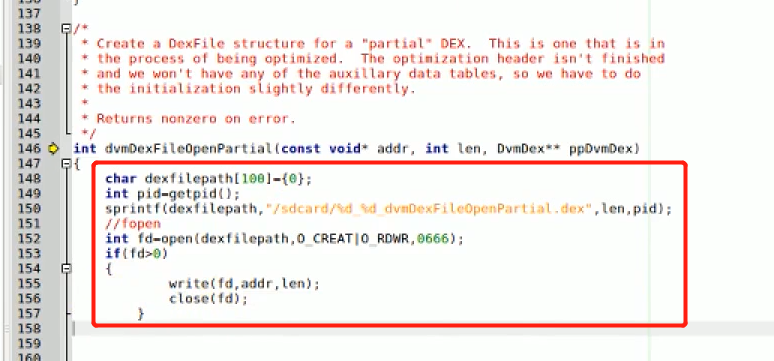 137
138 /*
139 * Create a DexFile structure for a "partial" DEX. This is one that is in
140 * the process of being optimized. The optimization header isn't finished
141 * and we won't have any of the auxillary data tables, so we have to do
142 * the initialization slightly differently.
143 *
144 * Returns nonzero on error.
145 */
146 int dvmDexFileOpenPartial(const void* addr, int len, DvmDex** ppDvmDex)
147 {
148 char dexfilepath[100]={0};
149 int pid=getpid();
150 sprintf(dexfilepath,"/sdcard/%d_%d_dvmDexFileOpenPartial.dex",len,pid);
151 //fopen
152 int fd=open(dexfilepath,O_CREAT|O_RDWR,0666);
153 if(fd>0)
154 {
155 write(fd,addr,len);
156 close(fd);
157 }
158
159
160